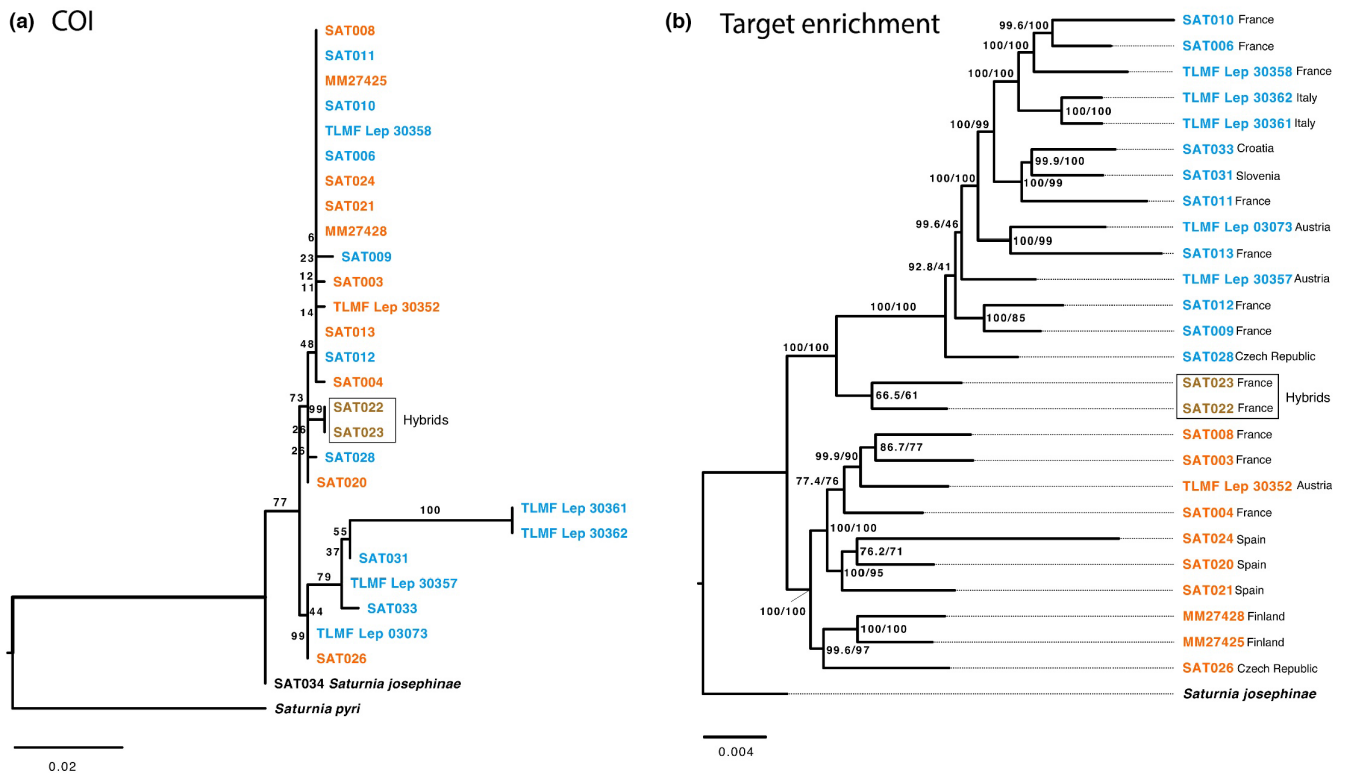 (a) COI
SAT008
SAT011
MM27425
SAT010
TLMF Lep 30358
SAT006
SAT024
SAT021
MM27428
6
23
SAT009
12
11
SAT003
14
TLMF Lep 30352
SAT013
48
SAT012
SAT004
73
99
SAT022
Hybrids
26
SAT023
26
SAT028
SAT020
77
100
TLMF Lep 30361
TLMF Lep 30362
55
37
SAT031
79
TLMF Lep 30357
44
SAT033
99
TLMF Lep 03073
SAT026
SAT034 Saturnia josephinae
Saturnia pyri
0.02
(b) Target enrichment
99.6/100
SAT010 France
100/100
SAT006 France
100/100
TLMF Lep 30358 France
TLMF Lep 30362 Italy
100/100
100/99
TLMF Lep 30361 Italy
SAT033 Croatia
99.9/100
100/100
SAT031 Slovenia
100/99
SAT011 France
99.6/46
TLMF Lep 03073 Austria
100/99
SAT013 France
92.8/41
TLMF Lep 30357 Austria
100/100
SAT012 France
100/85
SAT009 France
100/100
SAT028 Czech Republic
SAT023 France
66.5/61
Hybrids
SAT022 France
SAT008 France
86.7/77
99.9/90
SAT003 France
77.4/76
TLMF Lep 30352 Austria
SAT004 France
100/100
SAT024 Spain
76.2/71
SAT020 Spain
100/95
SAT021 Spain
100/100
MM27428 Finland
100/100
MM27425 Finland
99.6/97
SAT026 Czech Republic
Saturnia josephinae
0.004